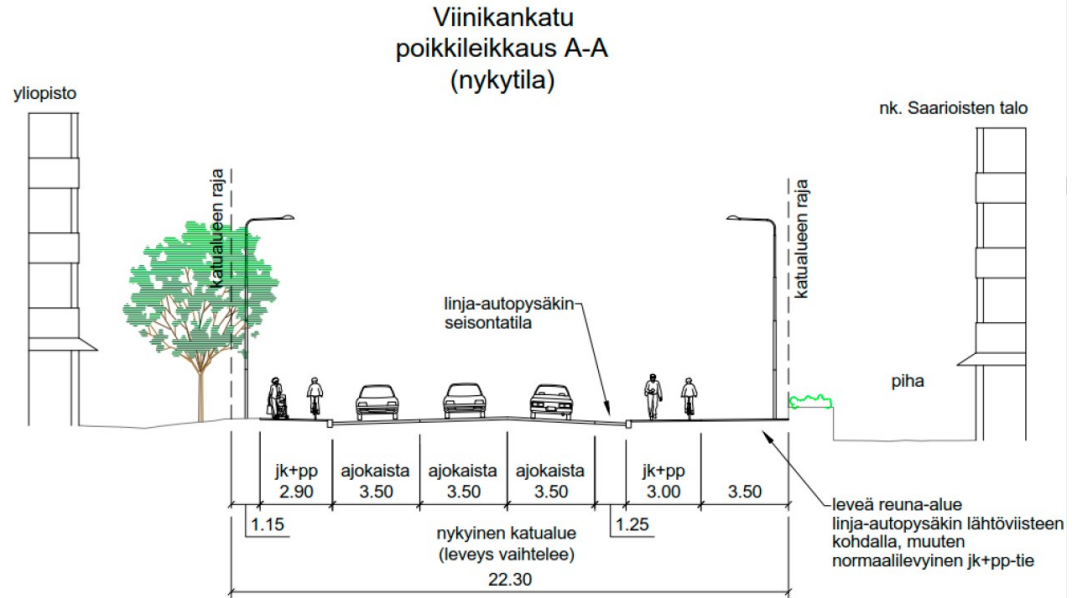 Viinikankatu
poikkileikkaus A-A
(nykytila)
yliopisto
nk. Saarioisten talo
katualueen raja
katualueen raja
linja-autopysäkin
seisontatila
piha
jk+pp
2.90
ajokaista
3.50
ajokaista
3.50
ajokaista
3.50
jk+pp
3.00
3.50
1.15
1.25
nykyinen katualue
(leveys vaihtelee)
22.30
leveä reuna-alue
linja-autopysäkin lähtöviisteen
kohdalla, muuten
normaalilevyinen jk+pp-tie